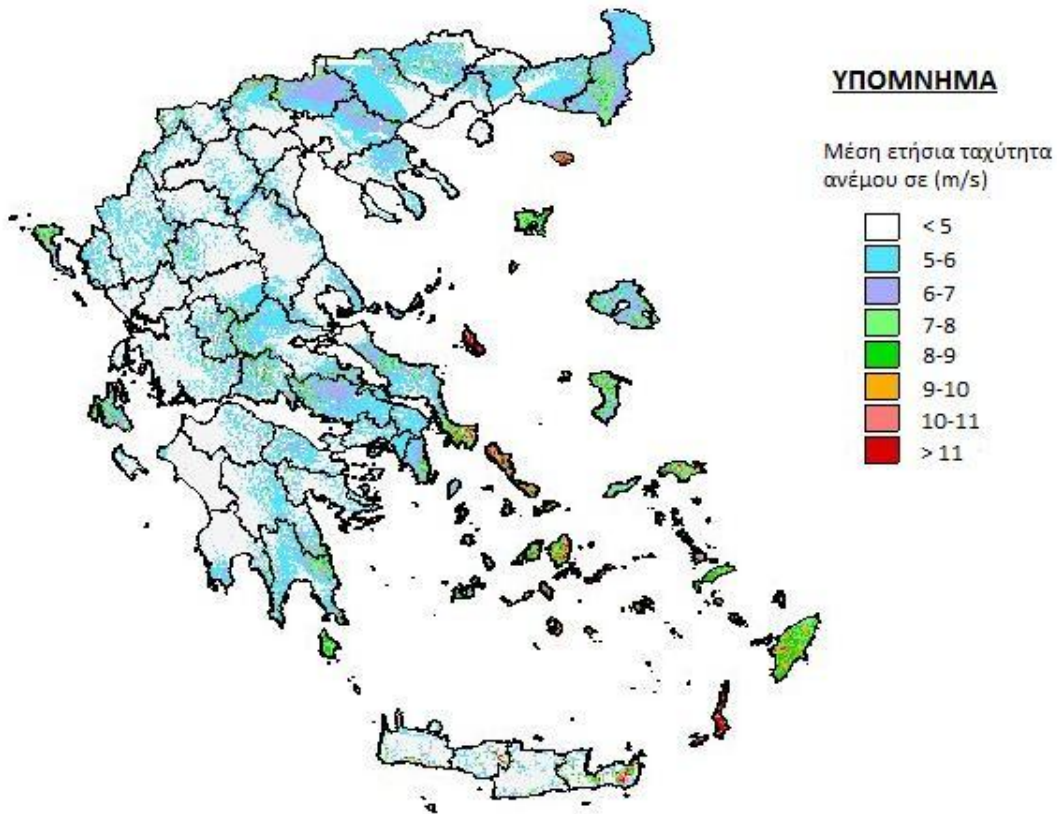 ΥΠΟΜΝΗΜΑ
Μέση ετήσια ταχύτητα
ανέμου σε (m/s)
< 5
5-6
6-7
7-8
8-9
9-10
10-11
> 11